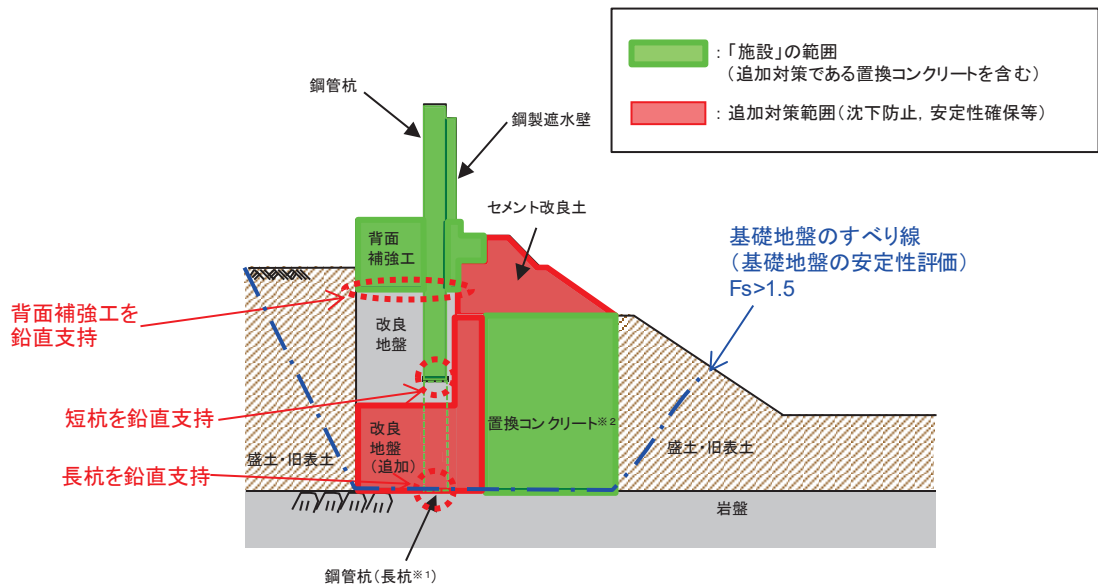 ：「施設」の範囲
（追加対策である置換コンクリートを含む）
：追加対策範囲（沈下防止，安定性確保等）
鋼管杭
鋼製遮水壁
セメント改良土
背面
補強工
基礎地盤のすべり線
（基礎地盤の安定性評価）
Fs>1.5
背面補強工を
鉛直支持
改良
地盤
短杭を鉛直支持
改良
地盤
（追加）
置換コンクリート※2
盛土・旧表土
盛土・旧表土
長杭を鉛直支持
岩盤
鋼管杭（長杭※1）